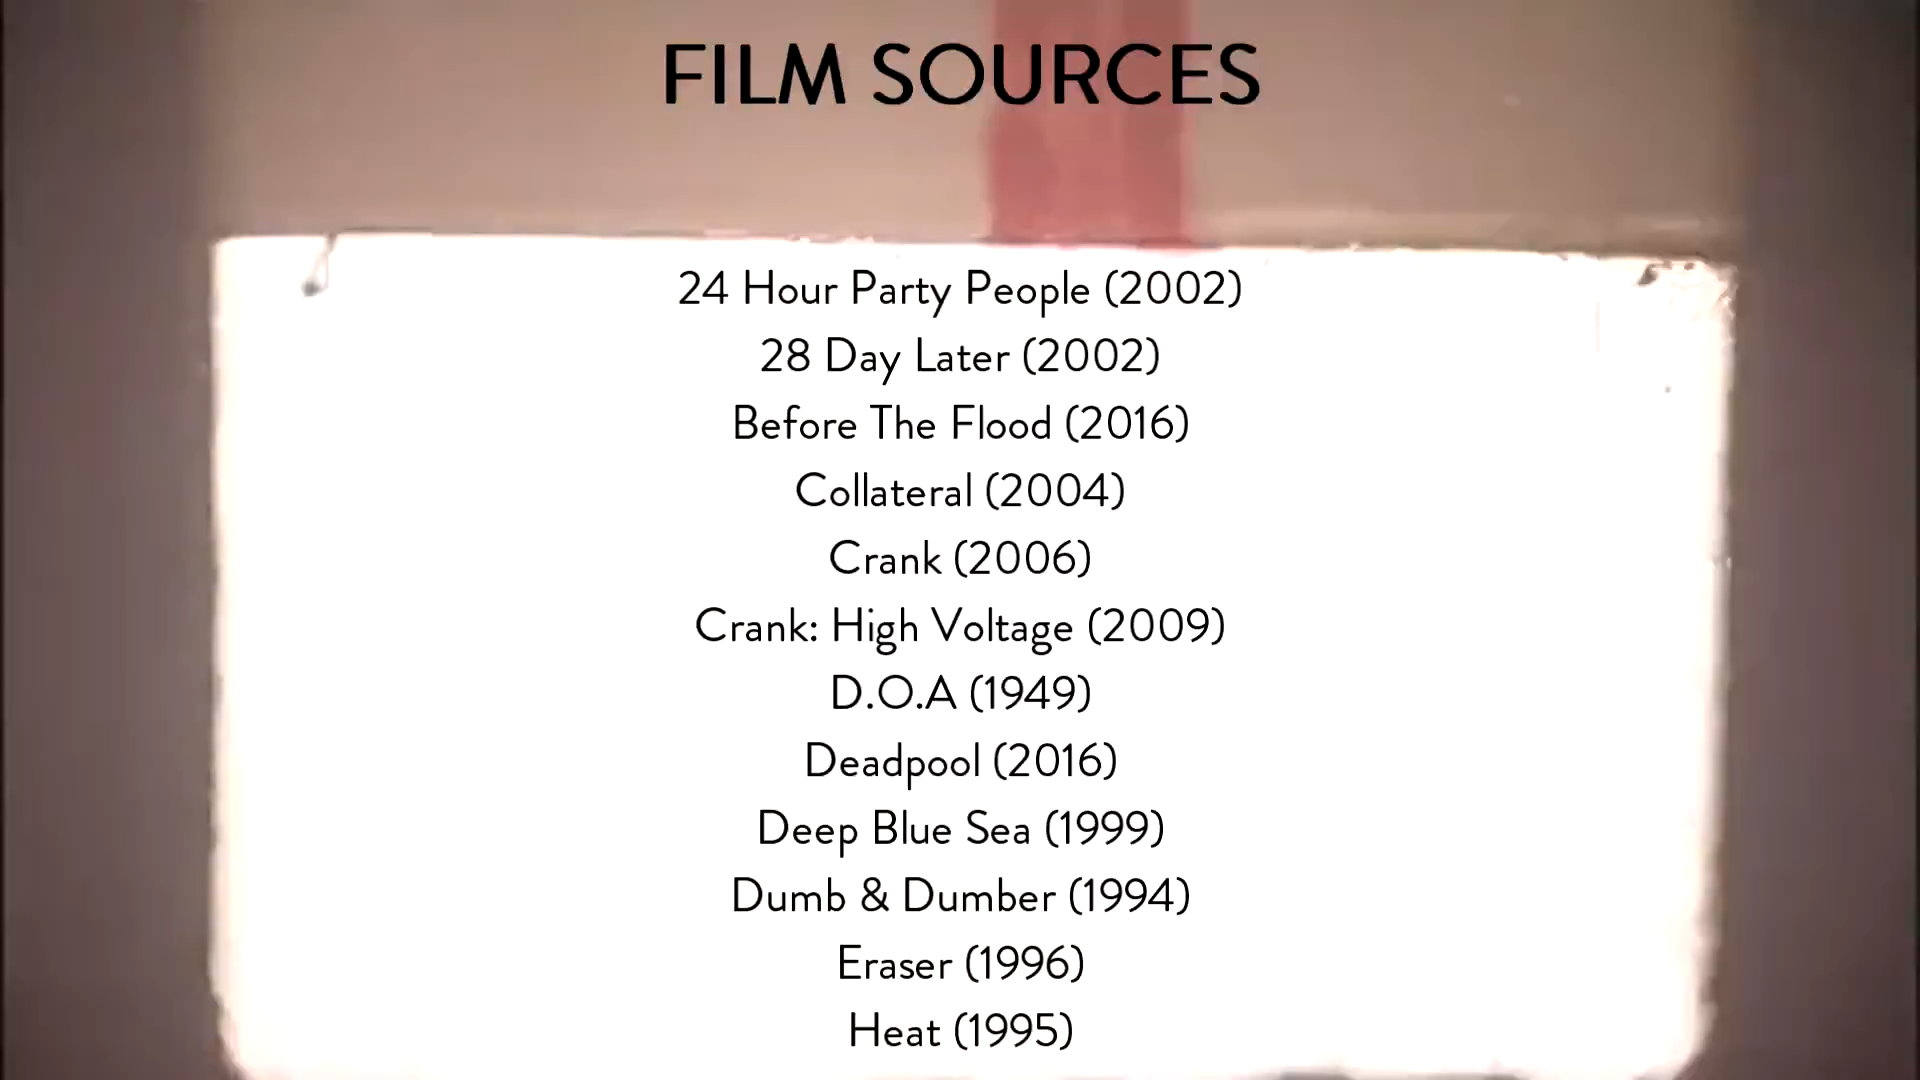 FILM SOURCES
24 Hour Party People (2002)
28 Day Later (2002)
Before The Flood (2016)
Collateral (2004)
Crank (2006)
Crank: High Voltage (2009)
D.O.A (1949)
Deadpool (2016)
Deep Blue Sea (1999)
Dumb & Dumber (1994)
Eraser (1996)
Heat (1995)